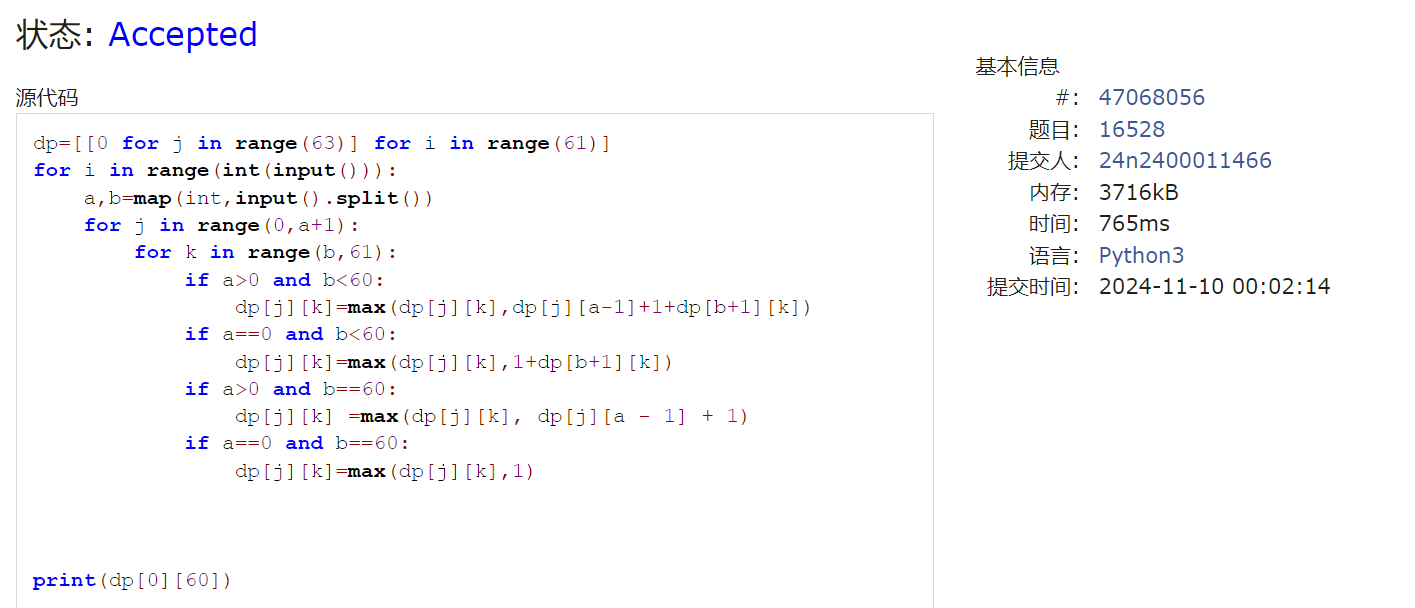 状态: Accepted
源代码
dp=[[0 for j in range(63)] for i in range(61)]
for i in range(int(input())):
    a,b=map(int,input().split())
    for j in range(0,a+1):
        for k in range(b,61):
            if a>0 and b<60:
                dp[j][k]=max(dp[j][k],dp[j][a-1]+1+dp[b+1][k])
            if a==0 and b<60:
                dp[j][k]=max(dp[j][k],1+dp[b+1][k])
            if a>0 and b==60:
                dp[j][k] =max(dp[j][k], dp[j][a - 1] + 1)
            if a==0 and b==60:
                dp[j][k]=max(dp[j][k],1)
print(dp[0][60])
基本信息
#: 47068056
题目: 16528
提交人: 24n2400011466
内存: 3716kB
时间: 765ms
语言: Python3
提交时间: 2024-11-10 00:02:14